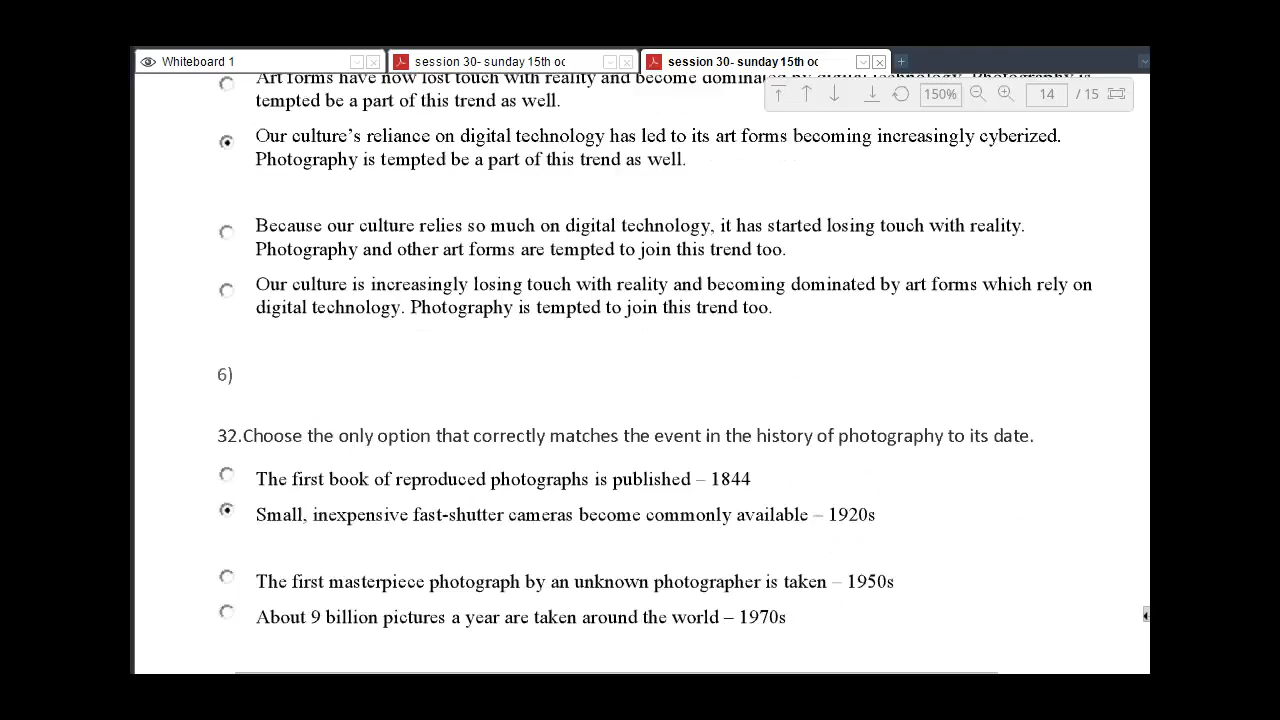 Whiteboard 1
session 30- sunday 15th oc
session 30- sunday 15th oc
150%
14
/ 15
Art forms have now lost touch with reality and become dominated by digital technology. Photography is
tempted be a part of this trend as well.
Our culture’s reliance on digital technology has led to its art forms becoming increasingly cyberized.
Photography is tempted be a part of this trend as well.
Because our culture relies so much on digital technology, it has started losing touch with reality.
Photography and other art forms are tempted to join this trend too.
Our culture is increasingly losing touch with reality and becoming dominated by art forms which rely on
digital technology. Photography is tempted to join this trend too.
6)
32.Choose the only option that correctly matches the event in the history of photography to its date.
The first book of reproduced photographs is published – 1844
Small, inexpensive fast-shutter cameras become commonly available – 1920s
The first masterpiece photograph by an unknown photographer is taken – 1950s
About 9 billion pictures a year are taken around the world – 1970s